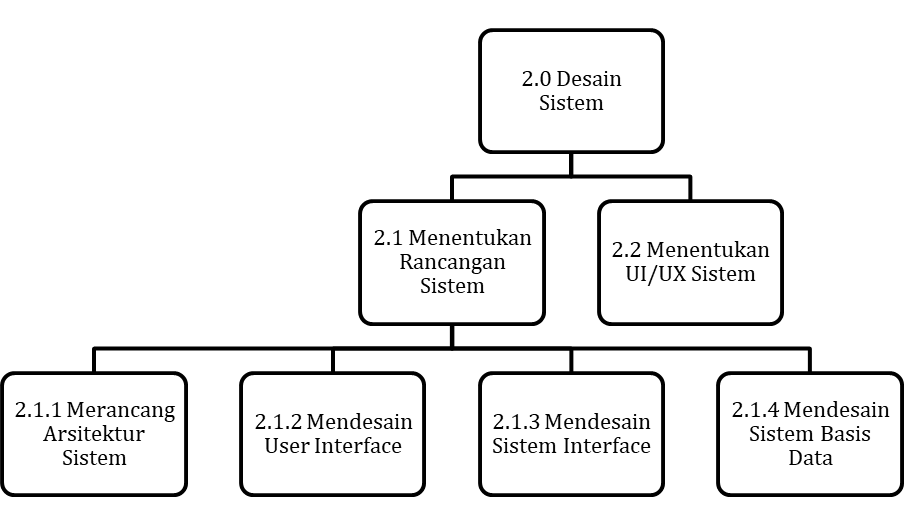 2.0 Desain
Sistem
2.1 Menentukan
Rancangan
Sistem
2.2 Menentukan
UI/UX Sistem
2.1.1 Merancang
Arsitektur
Sistem
2.1.2 Mendesain
User Interface
2.1.3 Mendesain
Sistem Interface
2.1.4 Mendesain
Sistem Basis
Data